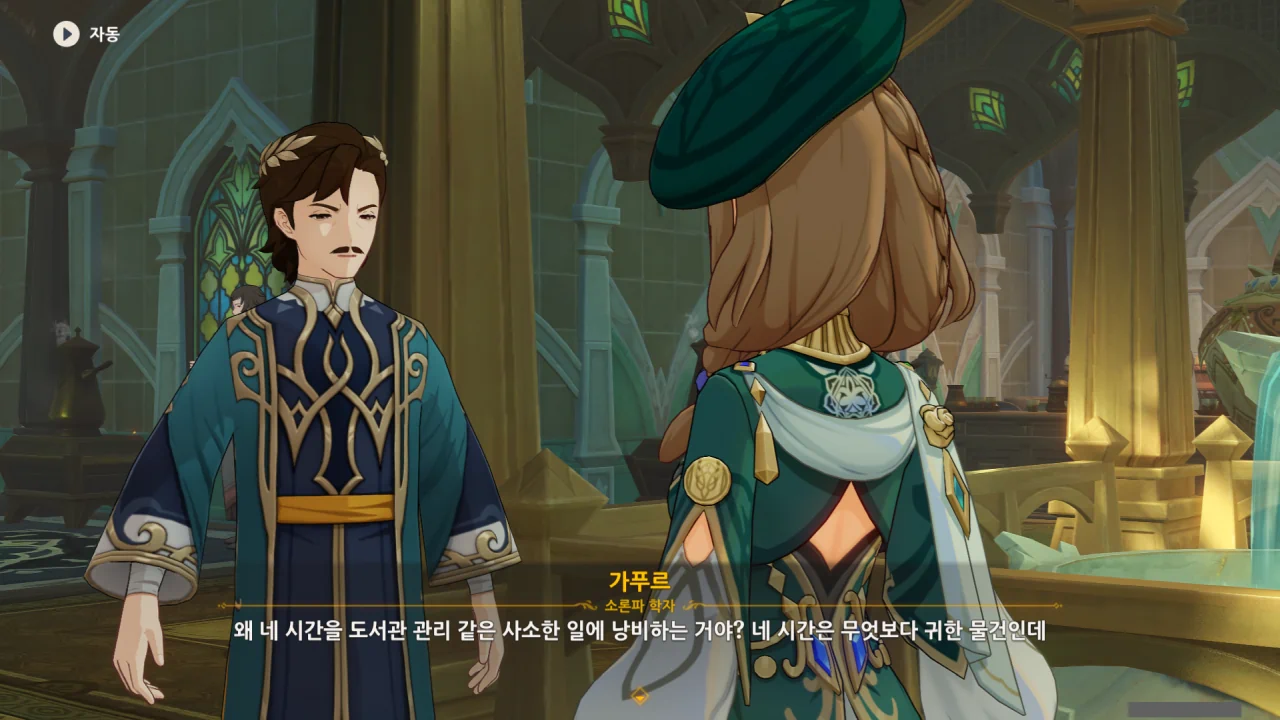 자동
가푸르
소론파 학자
왜 네 시간을 도서관 관리 같은 사소한 일에 낭비하는 거야? 네 시간은 무엇보다 귀한 물건인데